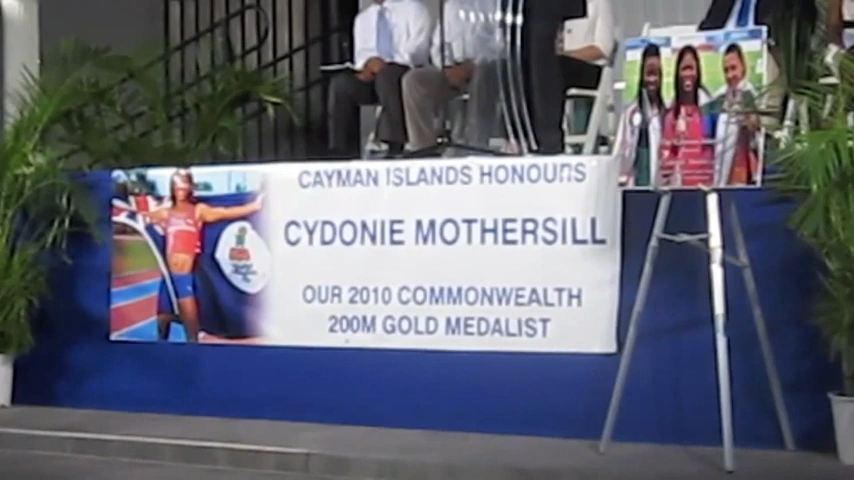 CAYMAN ISLANDS HONOURS
CYDONIE MOTHERSILL
OUR 2010 COMMONWEALTH
200M GOLD MEDALIST